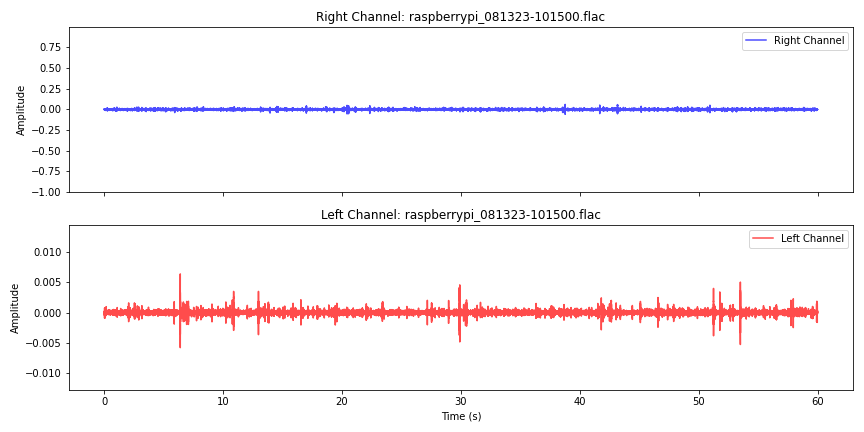 Right Channel: raspberrypi_081323-101500.flac
Right Channel
Amplitude
0.75
0.50
0.25
0.00
−0.25
−0.50
−0.75
−1.00
Left Channel: raspberrypi_081323-101500.flac
Left Channel
Amplitude
0.010
0.005
0.000
−0.005
−0.010
0 10 20 30 40 50 60
Time (s)